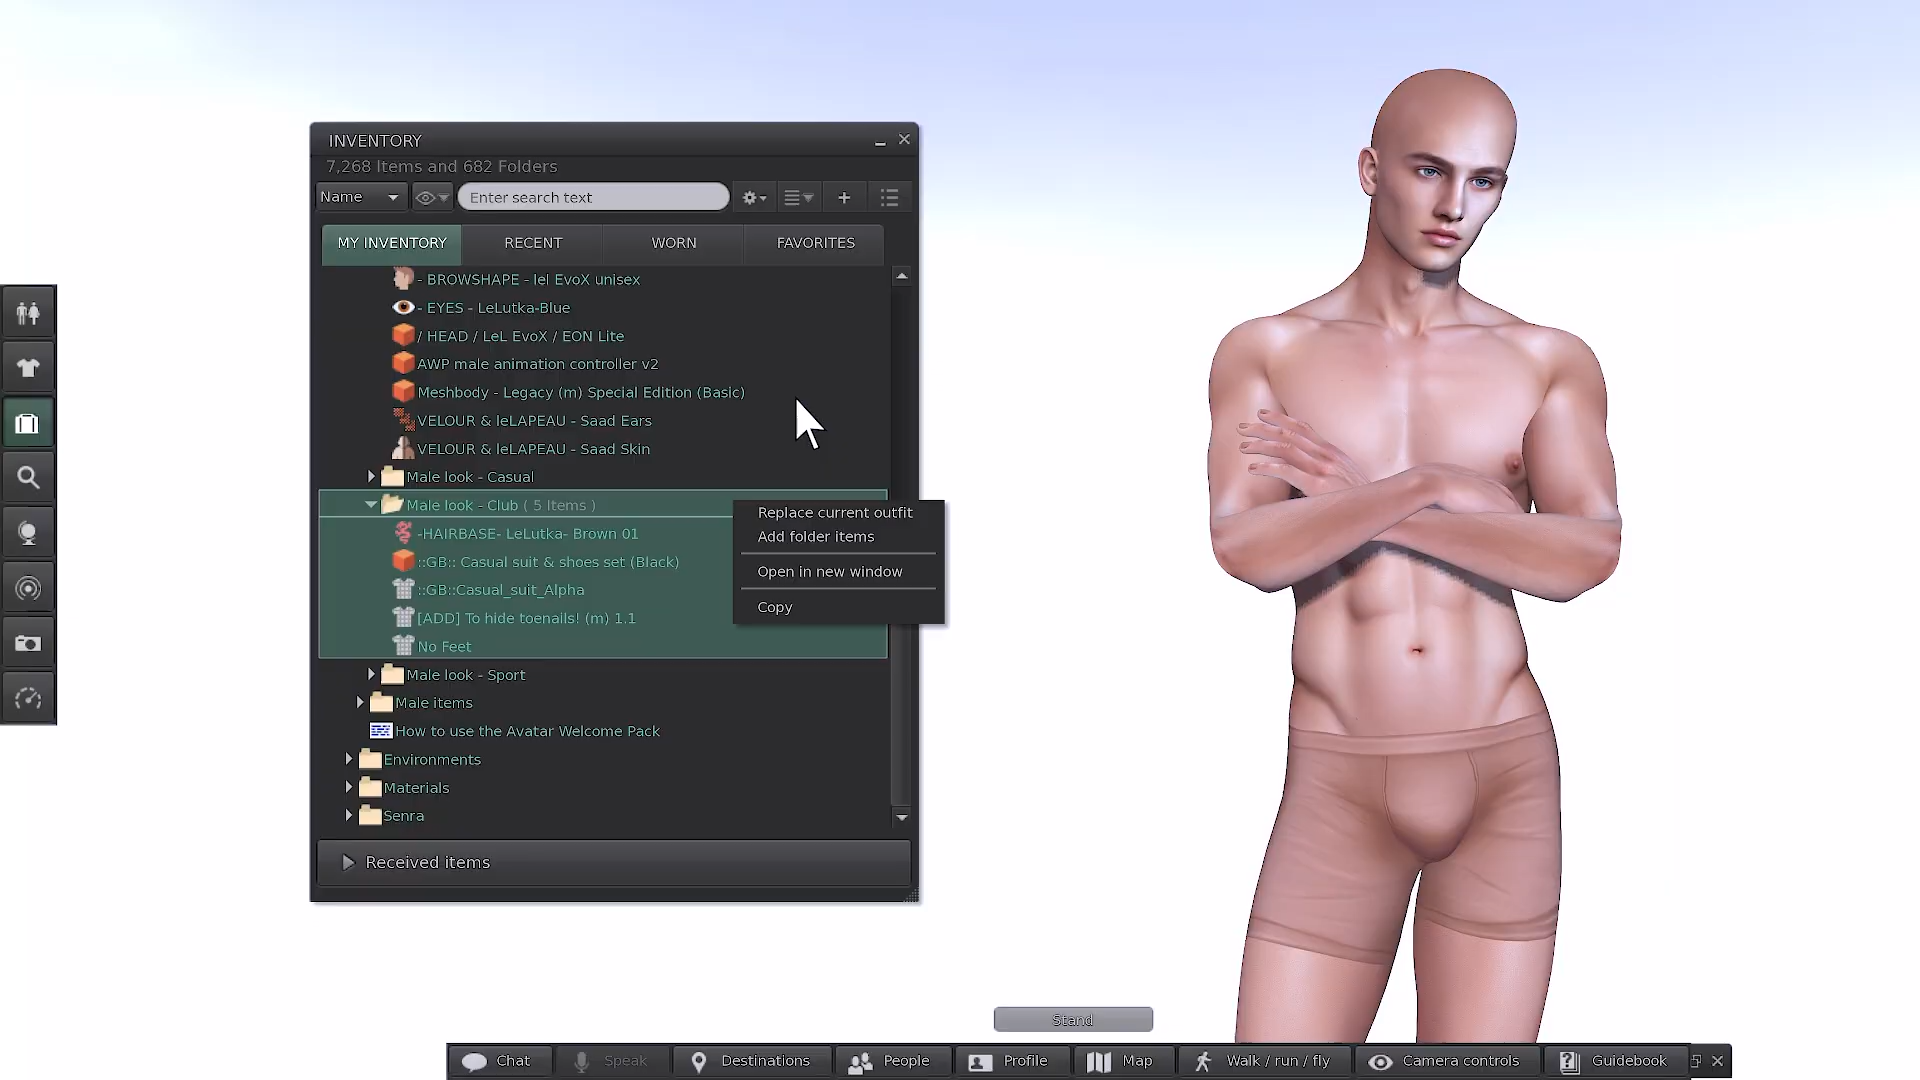 INVENTORY
7,268 Items and 682 Folders
Name
Enter search text
MY INVENTORY
RECENT
WORN
FAVORITES
- BROWSHAPE - lel EvoX unisex
- EYES - LeLutka-Blue
/ HEAD / LeL EvoX / EON Lite
AWP male animation controller v2
Meshbody - Legacy (m) Special Edition (Basic)
VELOUR & leLAPEAU - Saad Ears
VELOUR & leLAPEAU - Saad Skin
Male look - Casual
Male look - Club ( 5 Items )
-HAIRBASE- LeLutka- Brown 01
::GB:: Casual suit & shoes set (Black)
::GB::Casual_suit_Alpha
[ADD] To hide toenails! (m) 1.1
No Feet
Replace current outfit
Add folder items
Open in new window
Copy
Male look - Sport
Male items
How to use the Avatar Welcome Pack
Environments
Materials
Senra
Received items
Stand
Chat
Speak
Destinations
People
Profile
Map
Walk / run / fly
Camera controls
Guidebook